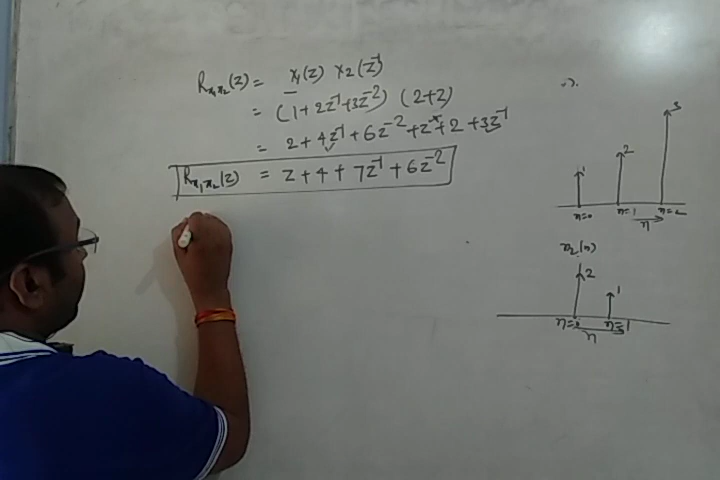 Rx₁x₂(z) = x₁(z) x₂(z⁻¹)
= (1+2z⁻¹+3z⁻²) (2+z)
= 2+4z⁻¹+6z⁻²+z+2+3z⁻¹
Rx₁x₂(z) = z+4+7z⁻¹+6z⁻²
1 2 3
n=0 n=1 n=2
n
x₂(n)
2 1
n=0 n=1
n